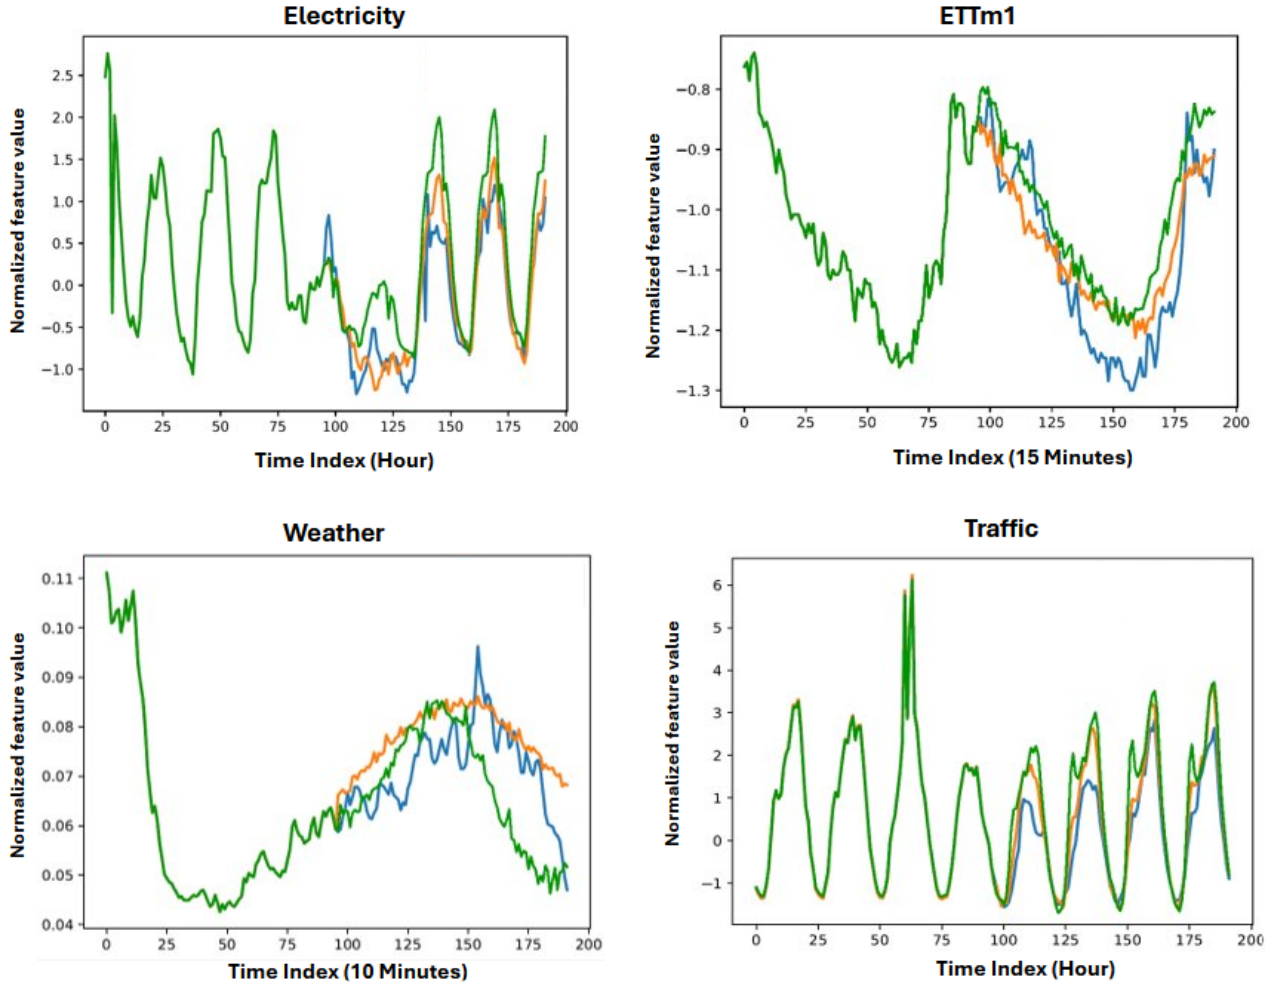 Electricity
Normalized feature value
2.5
2.0
1.5
1.0
0.5
0.0
−0.5
−1.0
0 25 50 75 100 125 150 175 200
Time Index (Hour)
ETTm1
Normalized feature value
−0.8
−0.9
−1.0
−1.1
−1.2
−1.3
0 25 50 75 100 125 150 175 200
Time Index (15 Minutes)
Weather
Normalized feature value
0.11
0.10
0.09
0.08
0.07
0.06
0.05
0.04
0 25 50 75 100 125 150 175 200
Time Index (10 Minutes)
Traffic
Normalized feature value
6
5
4
3
2
1
0
−1
0 25 50 75 100 125 150 175 200
Time Index (Hour)